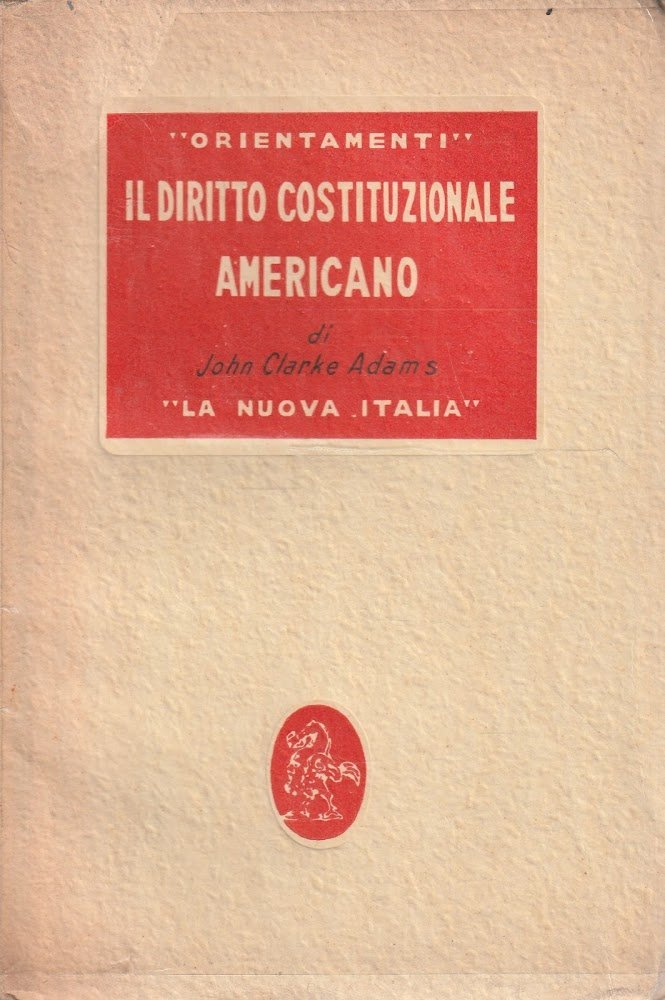 "ORIENTAMENTI"
IL DIRITTO COSTITUZIONALE
AMERICANO
di
John Clarke Adams
"LA NUOVA ITALIA"